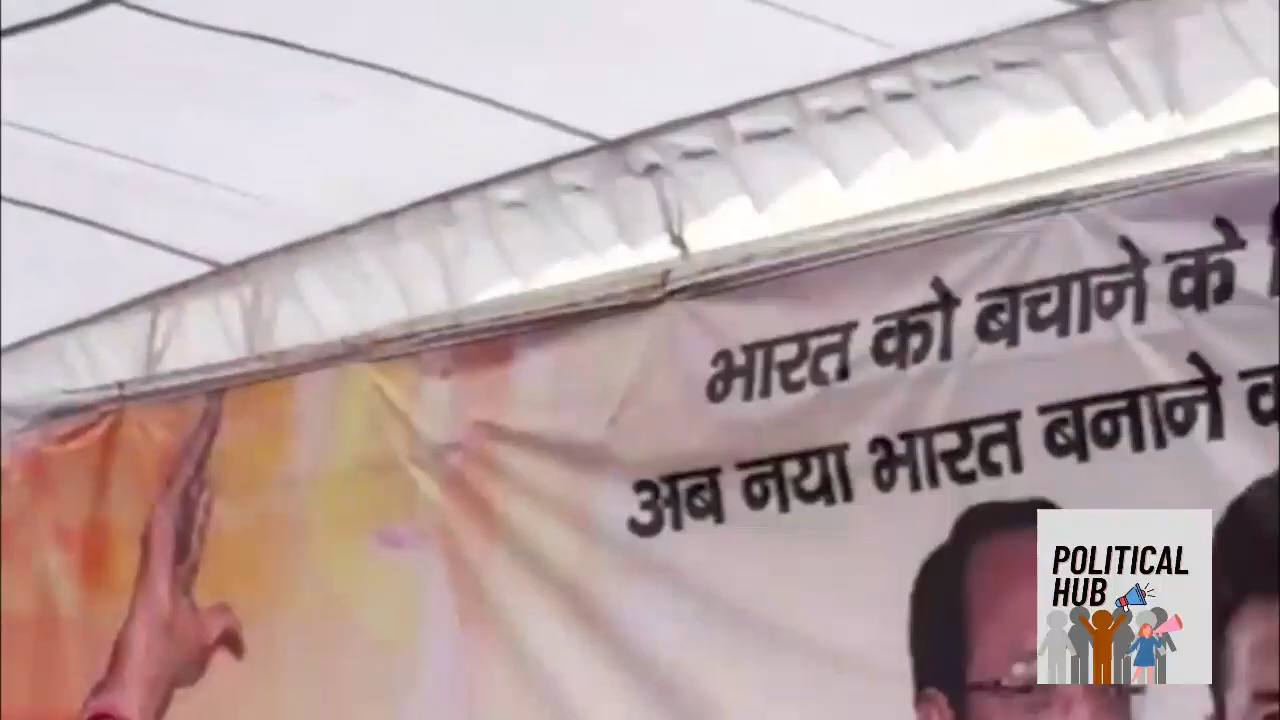 भारत को बचाने के
अब नया भारत बनाने
POLITICAL
HUB